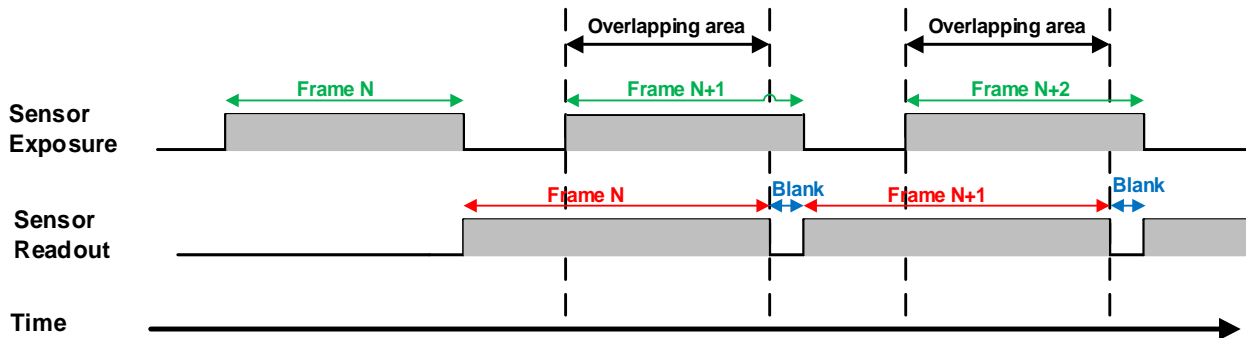 Overlapping area Overlapping area
Frame N Frame N+1 Frame N+2
Sensor
Exposure
Frame N Blank Frame N+1 Blank
Sensor
Readout
Time